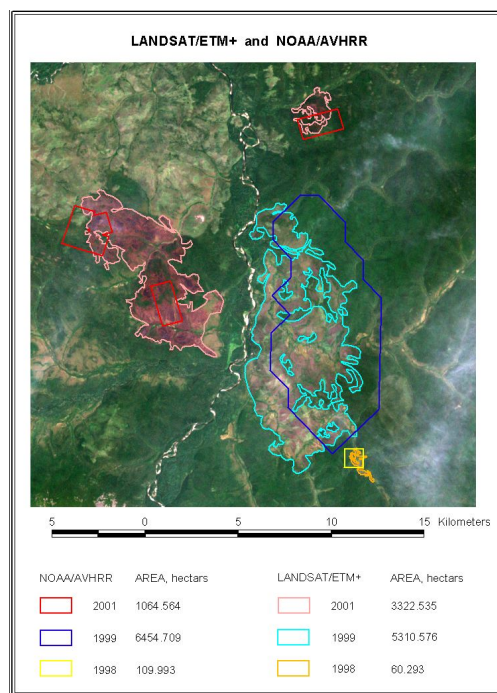 LANDSAT/ETM+ and NOAA/AVHRR
5 0 5 10 15 Kilometers
NOAA/AVHRR AREA, hectars LANDSAT/ETM+ AREA, hectars
2001 1064.564 2001 3322.535
1999 6454.709 1999 5310.576
1998 109.993 1998 60.293